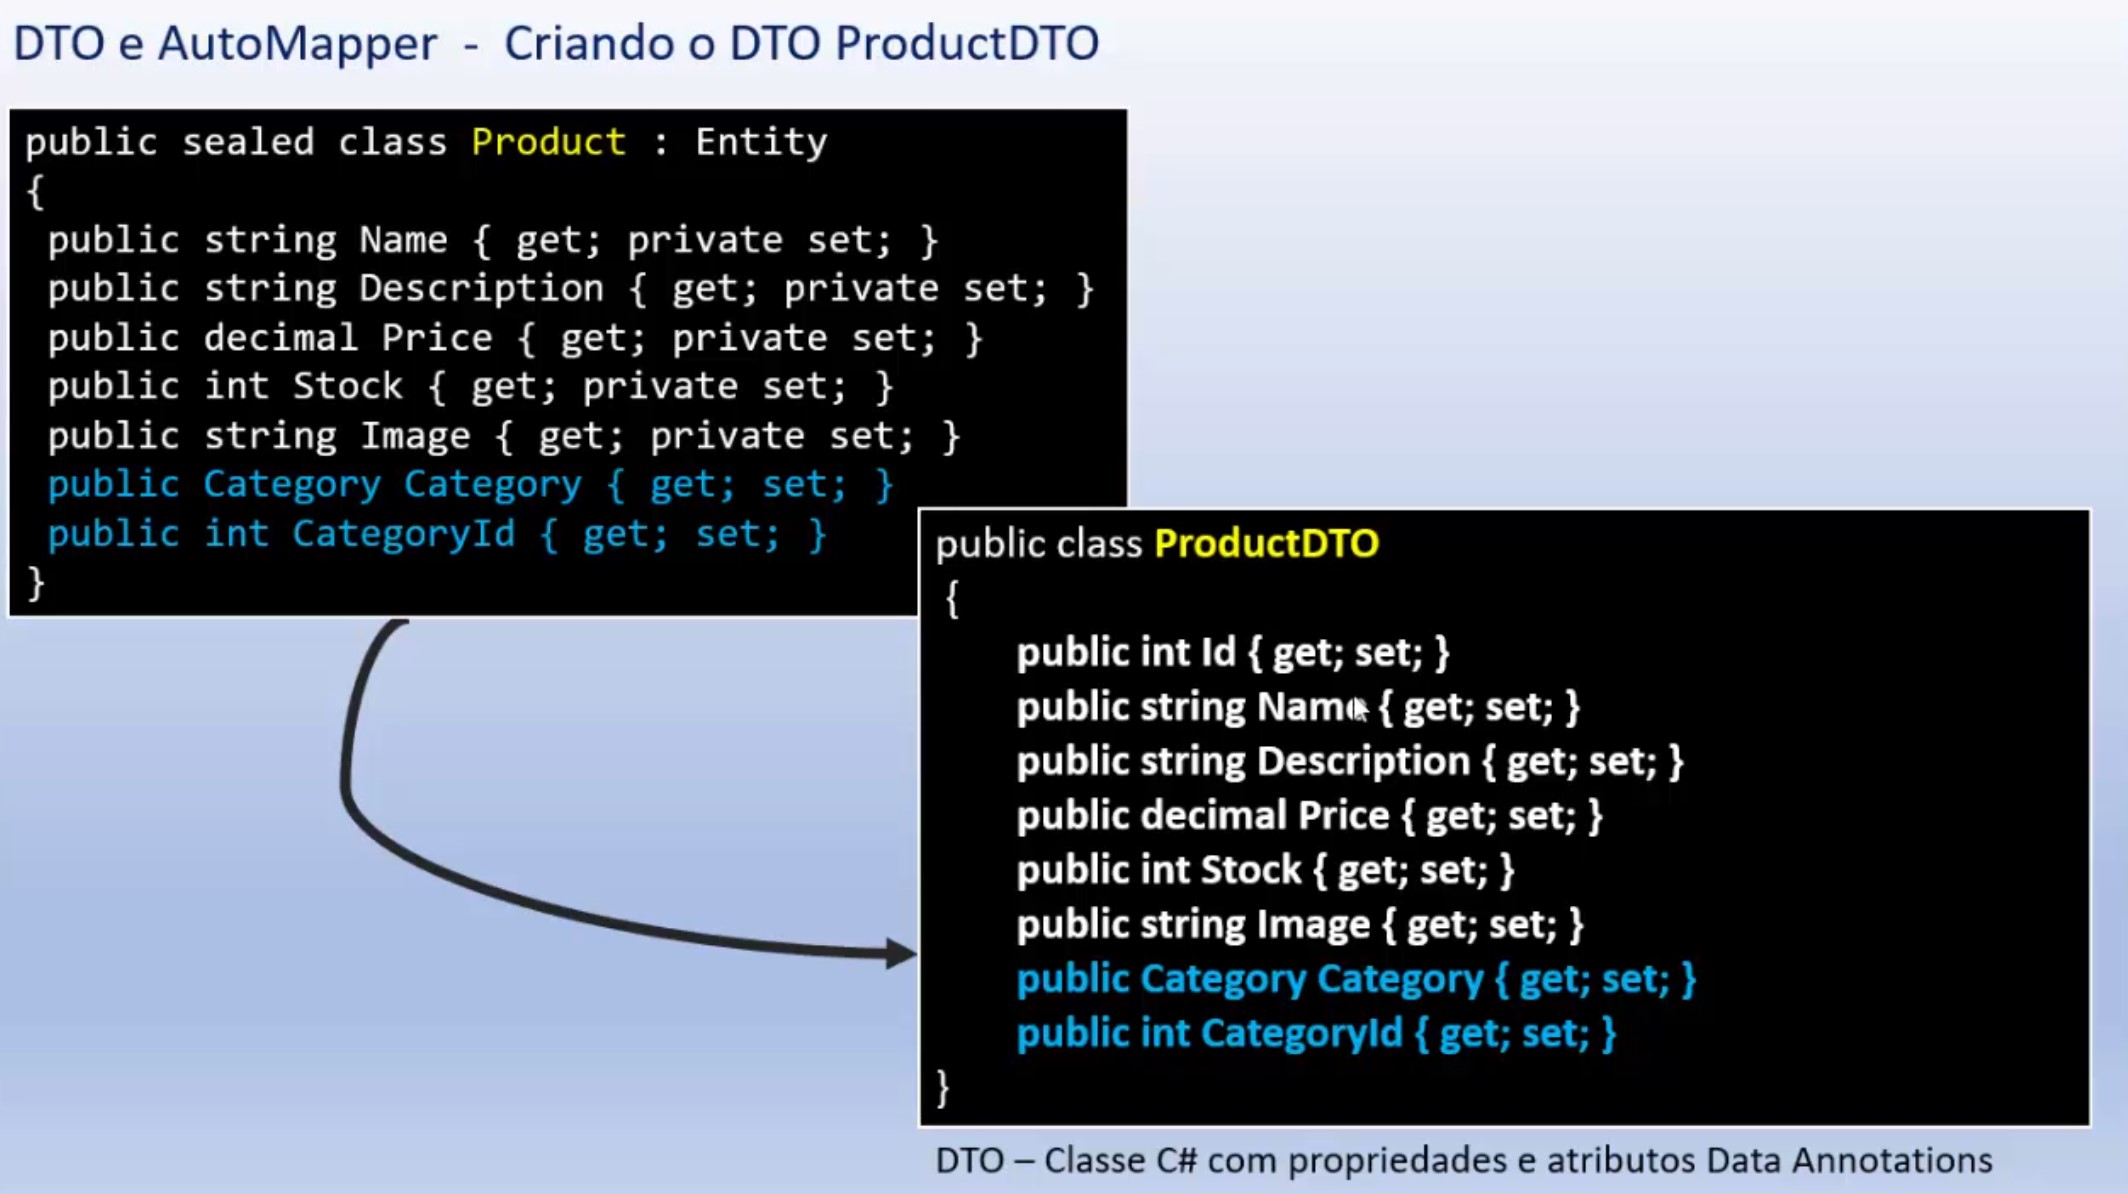 DTO e AutoMapper - Criando o DTO ProductDTO
public sealed class Product : Entity
{
public string Name { get; private set; }
public string Description { get; private set; }
public decimal Price { get; private set; }
public int Stock { get; private set; }
public string Image { get; private set; }
public Category Category { get; set; }
public int CategoryId { get; set; }
}
public class ProductDTO
{
public int Id { get; set; }
public string Name { get; set; }
public string Description { get; set; }
public decimal Price { get; set; }
public int Stock { get; set; }
public string Image { get; set; }
public Category Category { get; set; }
public int CategoryId { get; set; }
}
DTO – Classe C# com propriedades e atributos Data Annotations